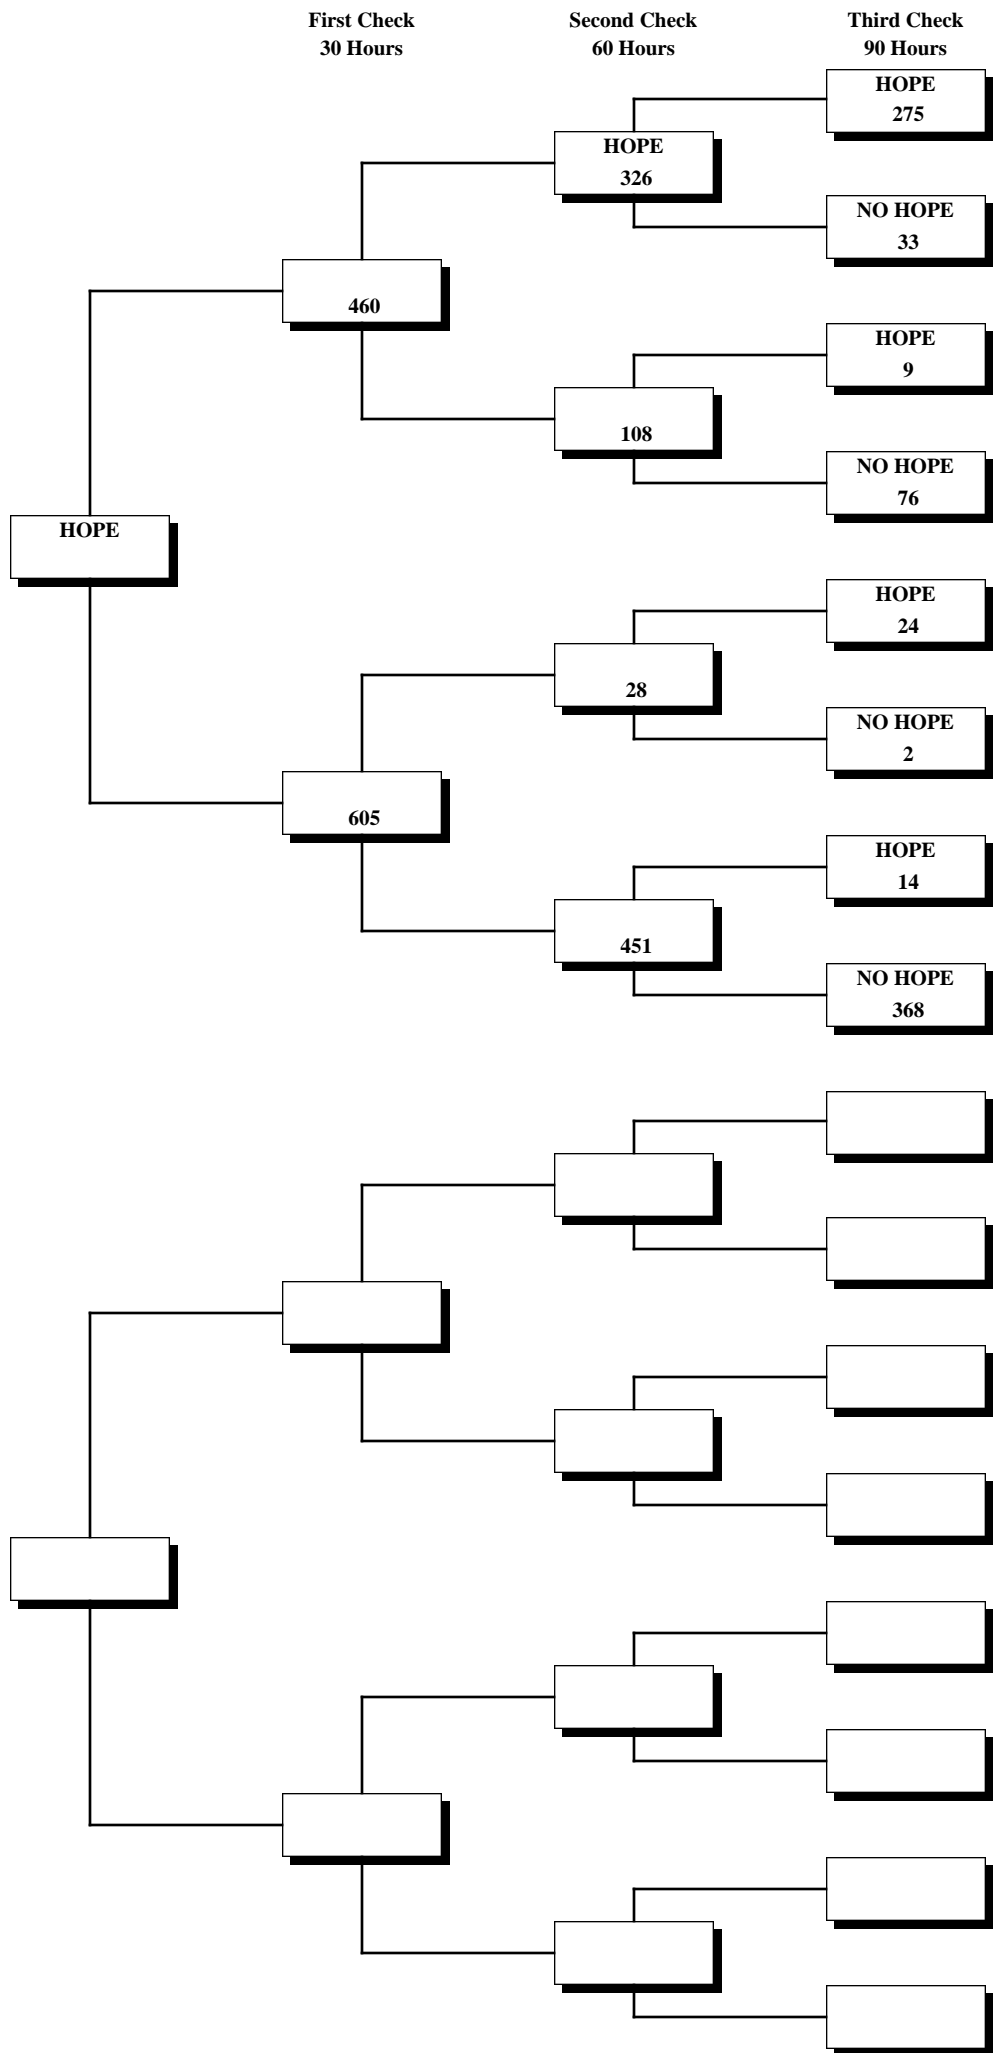 First Check
30 Hours
Second Check
60 Hours
Third Check
90 Hours
HOPE
275
HOPE
326
NO HOPE
33
460
HOPE
9
108
NO HOPE
76
HOPE
HOPE
24
28
NO HOPE
2
605
HOPE
14
451
NO HOPE
368